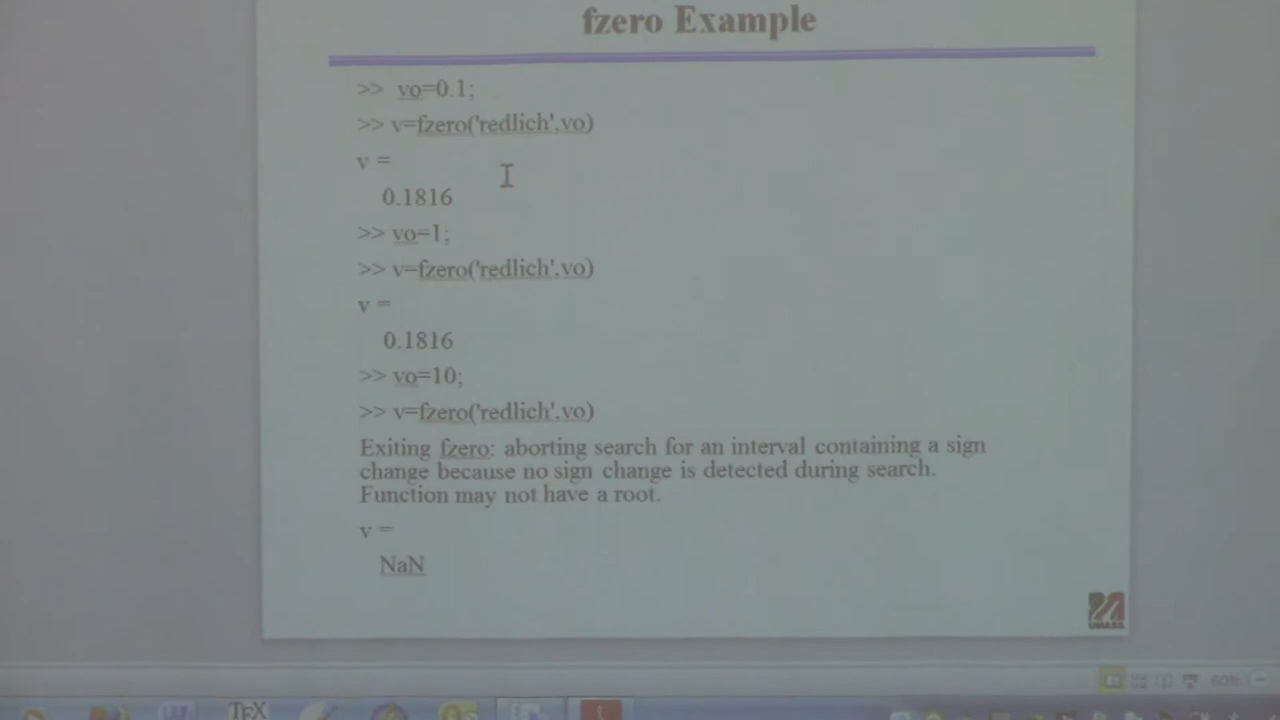 fzero Example
>> vo=0.1;
>> v=fzero('redlich',vo)
v =
0.1816
>> vo=1;
>> v=fzero('redlich',vo)
v =
0.1816
>> vo=10;
>> v=fzero('redlich',vo)
Exiting fzero: aborting search for an interval containing a sign
change because no sign change is detected during search.
Function may not have a root.
v =
NaN
UMASS
60%
TEX